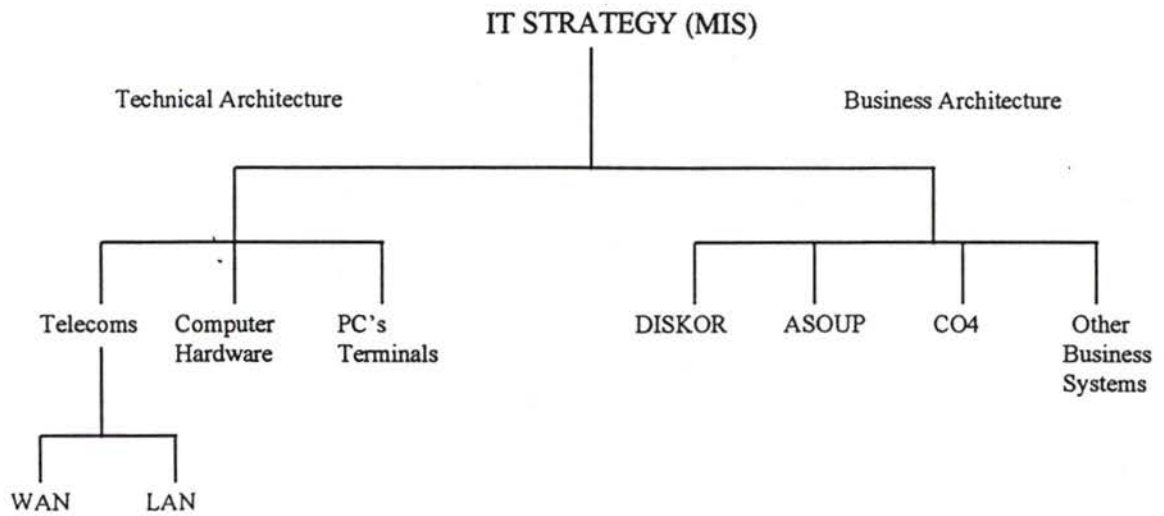 IT STRATEGY (MIS)
Technical Architecture
Business Architecture
Telecoms
Computer
Hardware
PC's
Terminals
DISKOR
ASOUP
CO4
Other
Business
Systems
WAN
LAN